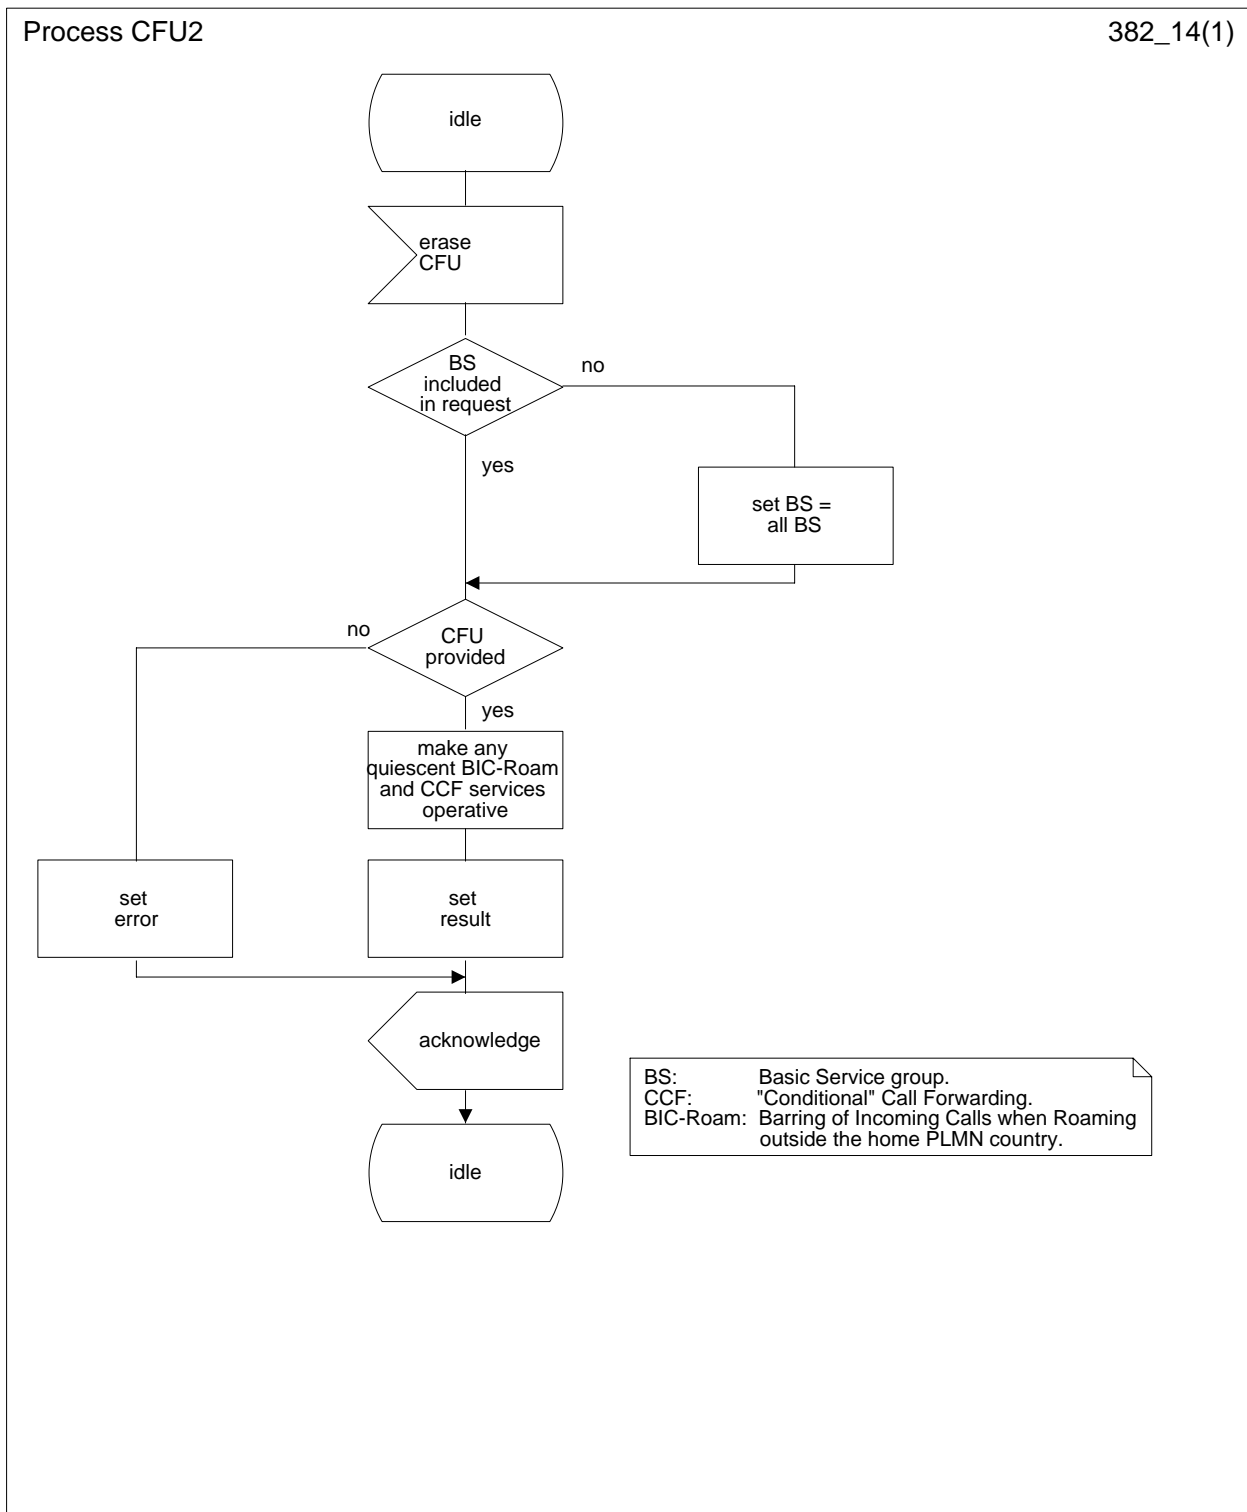 Process CFU2
382_14(1)
idle
erase
CFU
BS
included
in request
no
yes
set BS =
all BS
no
CFU
provided
yes
make any
quiescent BIC-Roam
and CCF services
operative
set
error
set
result
acknowledge
BS: Basic Service group.
CCF: "Conditional" Call Forwarding.
BIC-Roam: Barring of Incoming Calls when Roaming
outside the home PLMN country.
idle